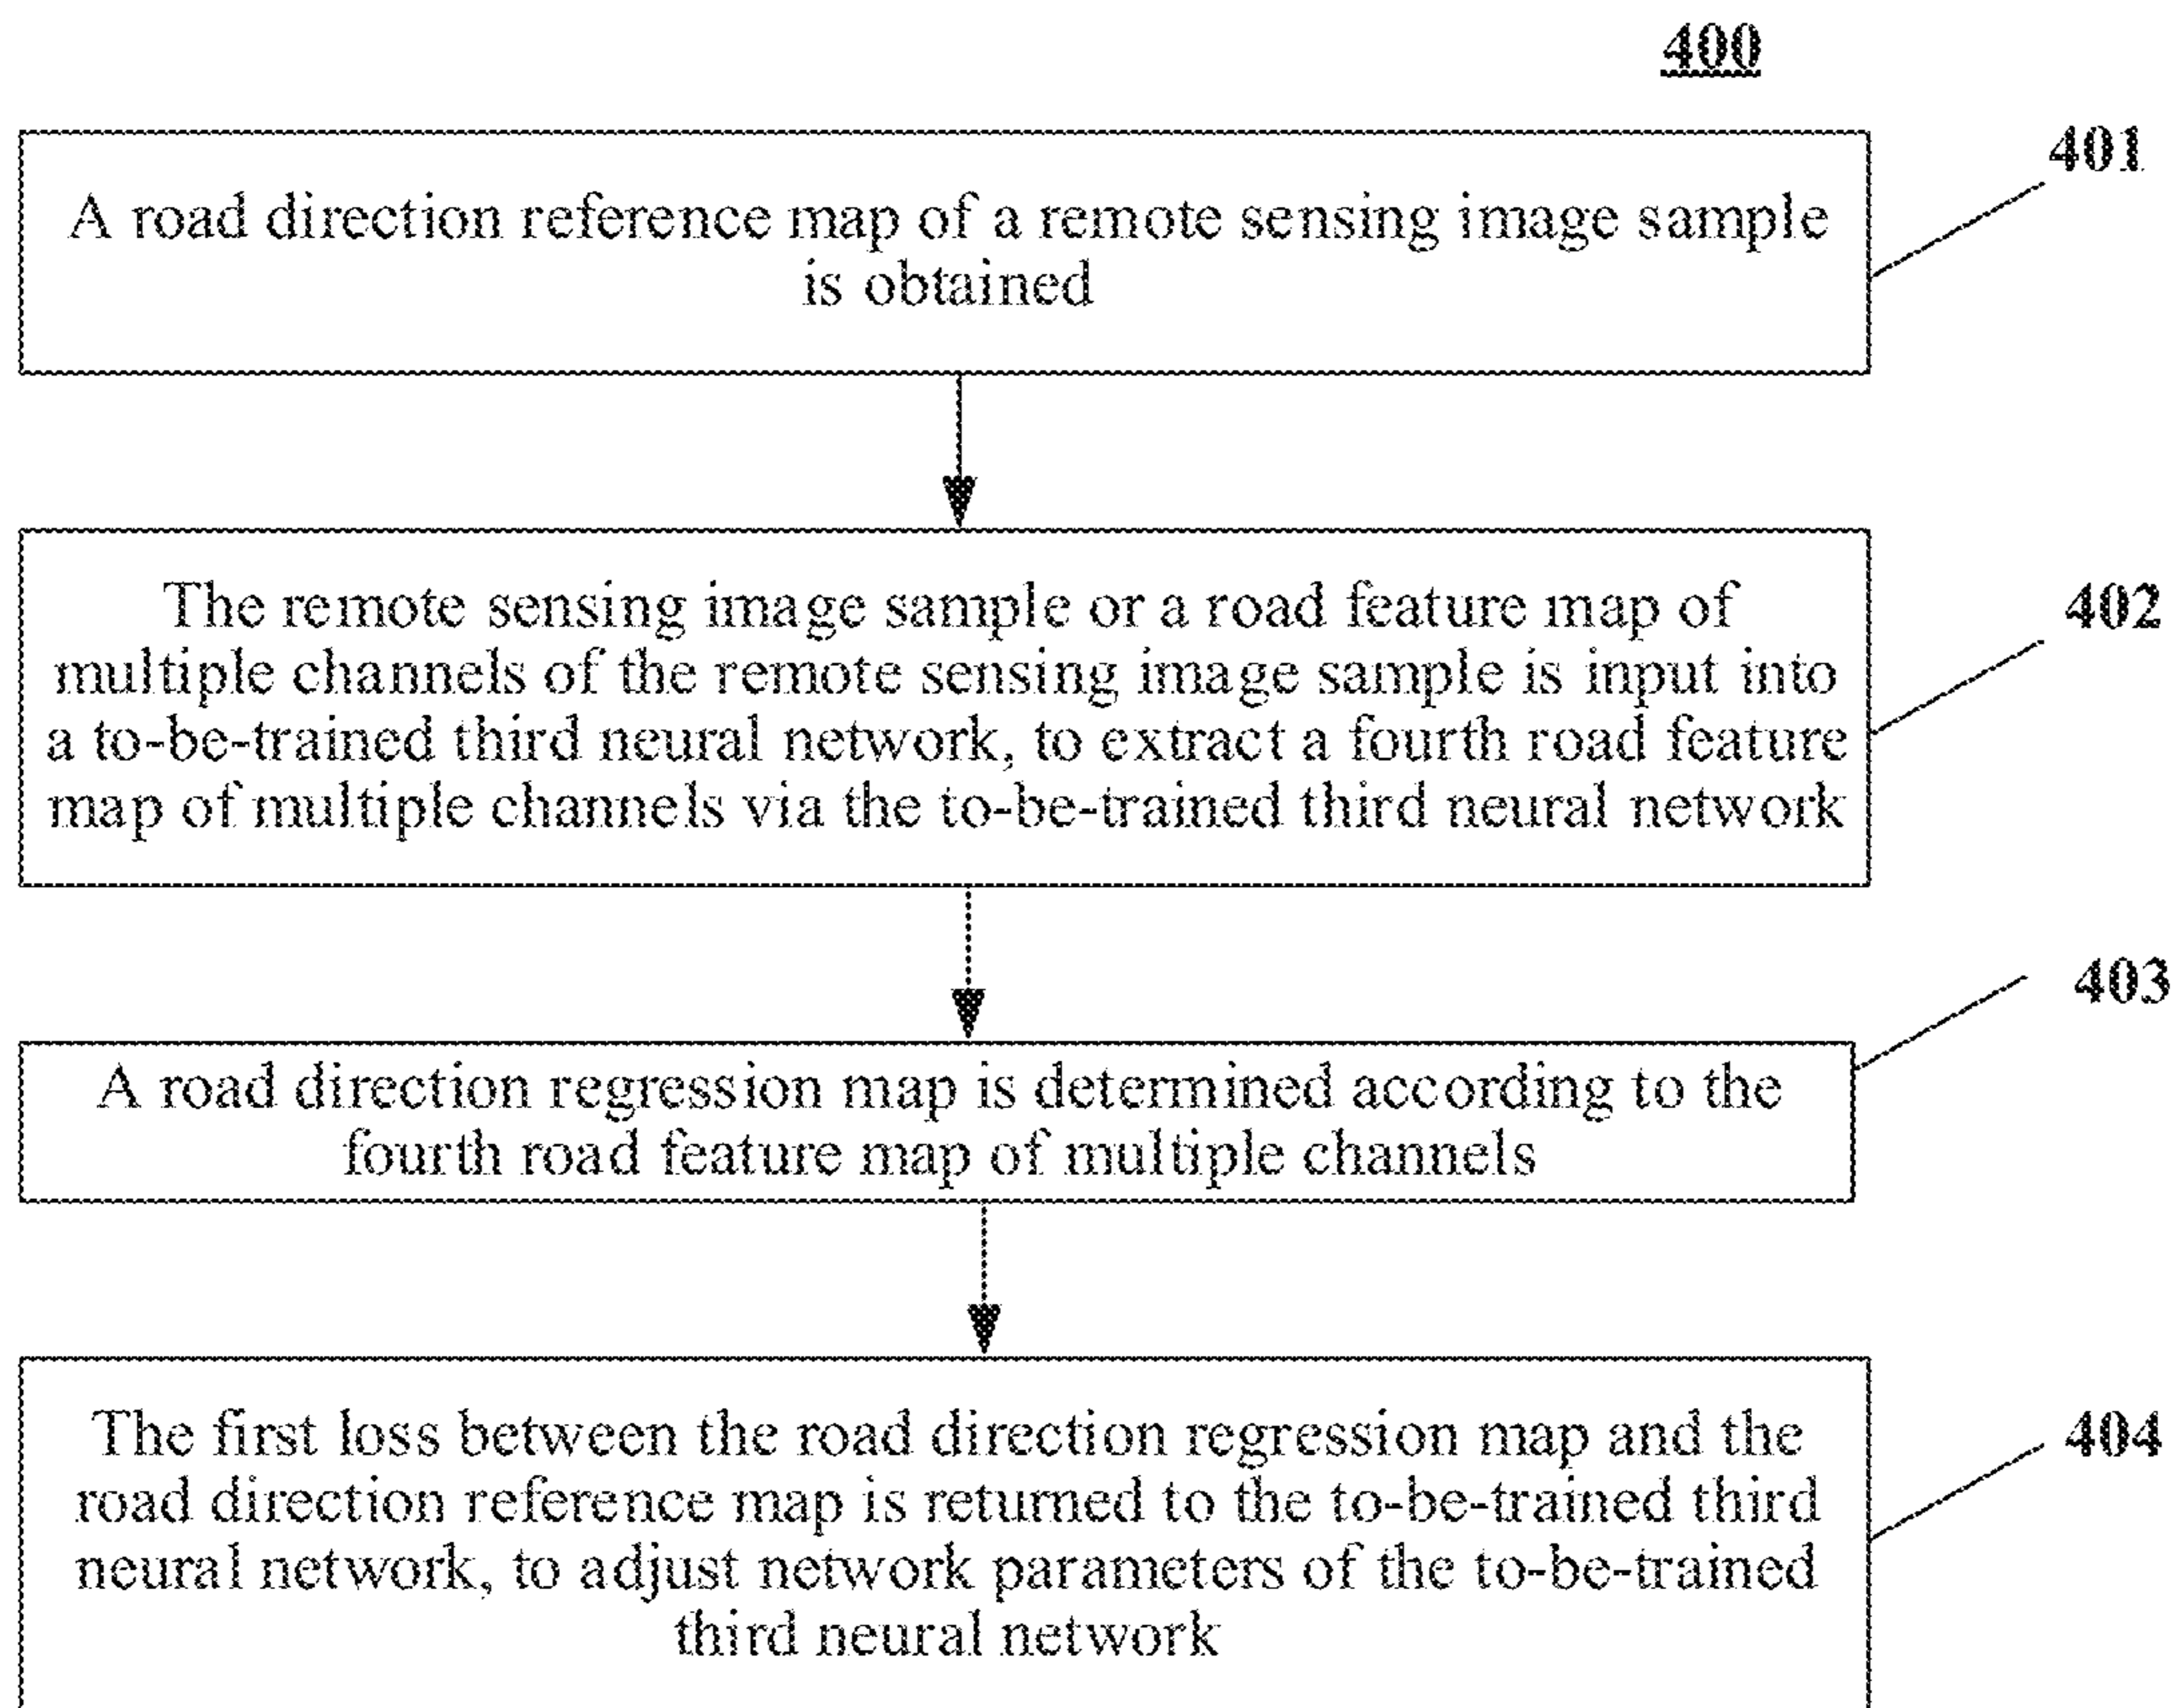 400
401
A road direction reference map of a remote sensing image sample
is obtained
The remote sensing image sample or a road feature map of
402
multiple channels of the remote sensing image sample is input into
a to-be-trained third neural network, to extract a fourth road feature
map of multiple channels via the to-be-trained third neural network
403
A road direction regression map is determined according to the
fourth road feature map of multiple channels
The first loss between the road direction regression map and the
404
road direction reference map is returned to the to-be-trained third
neural network, to adjust network parameters of the to-be-trained
third neural network